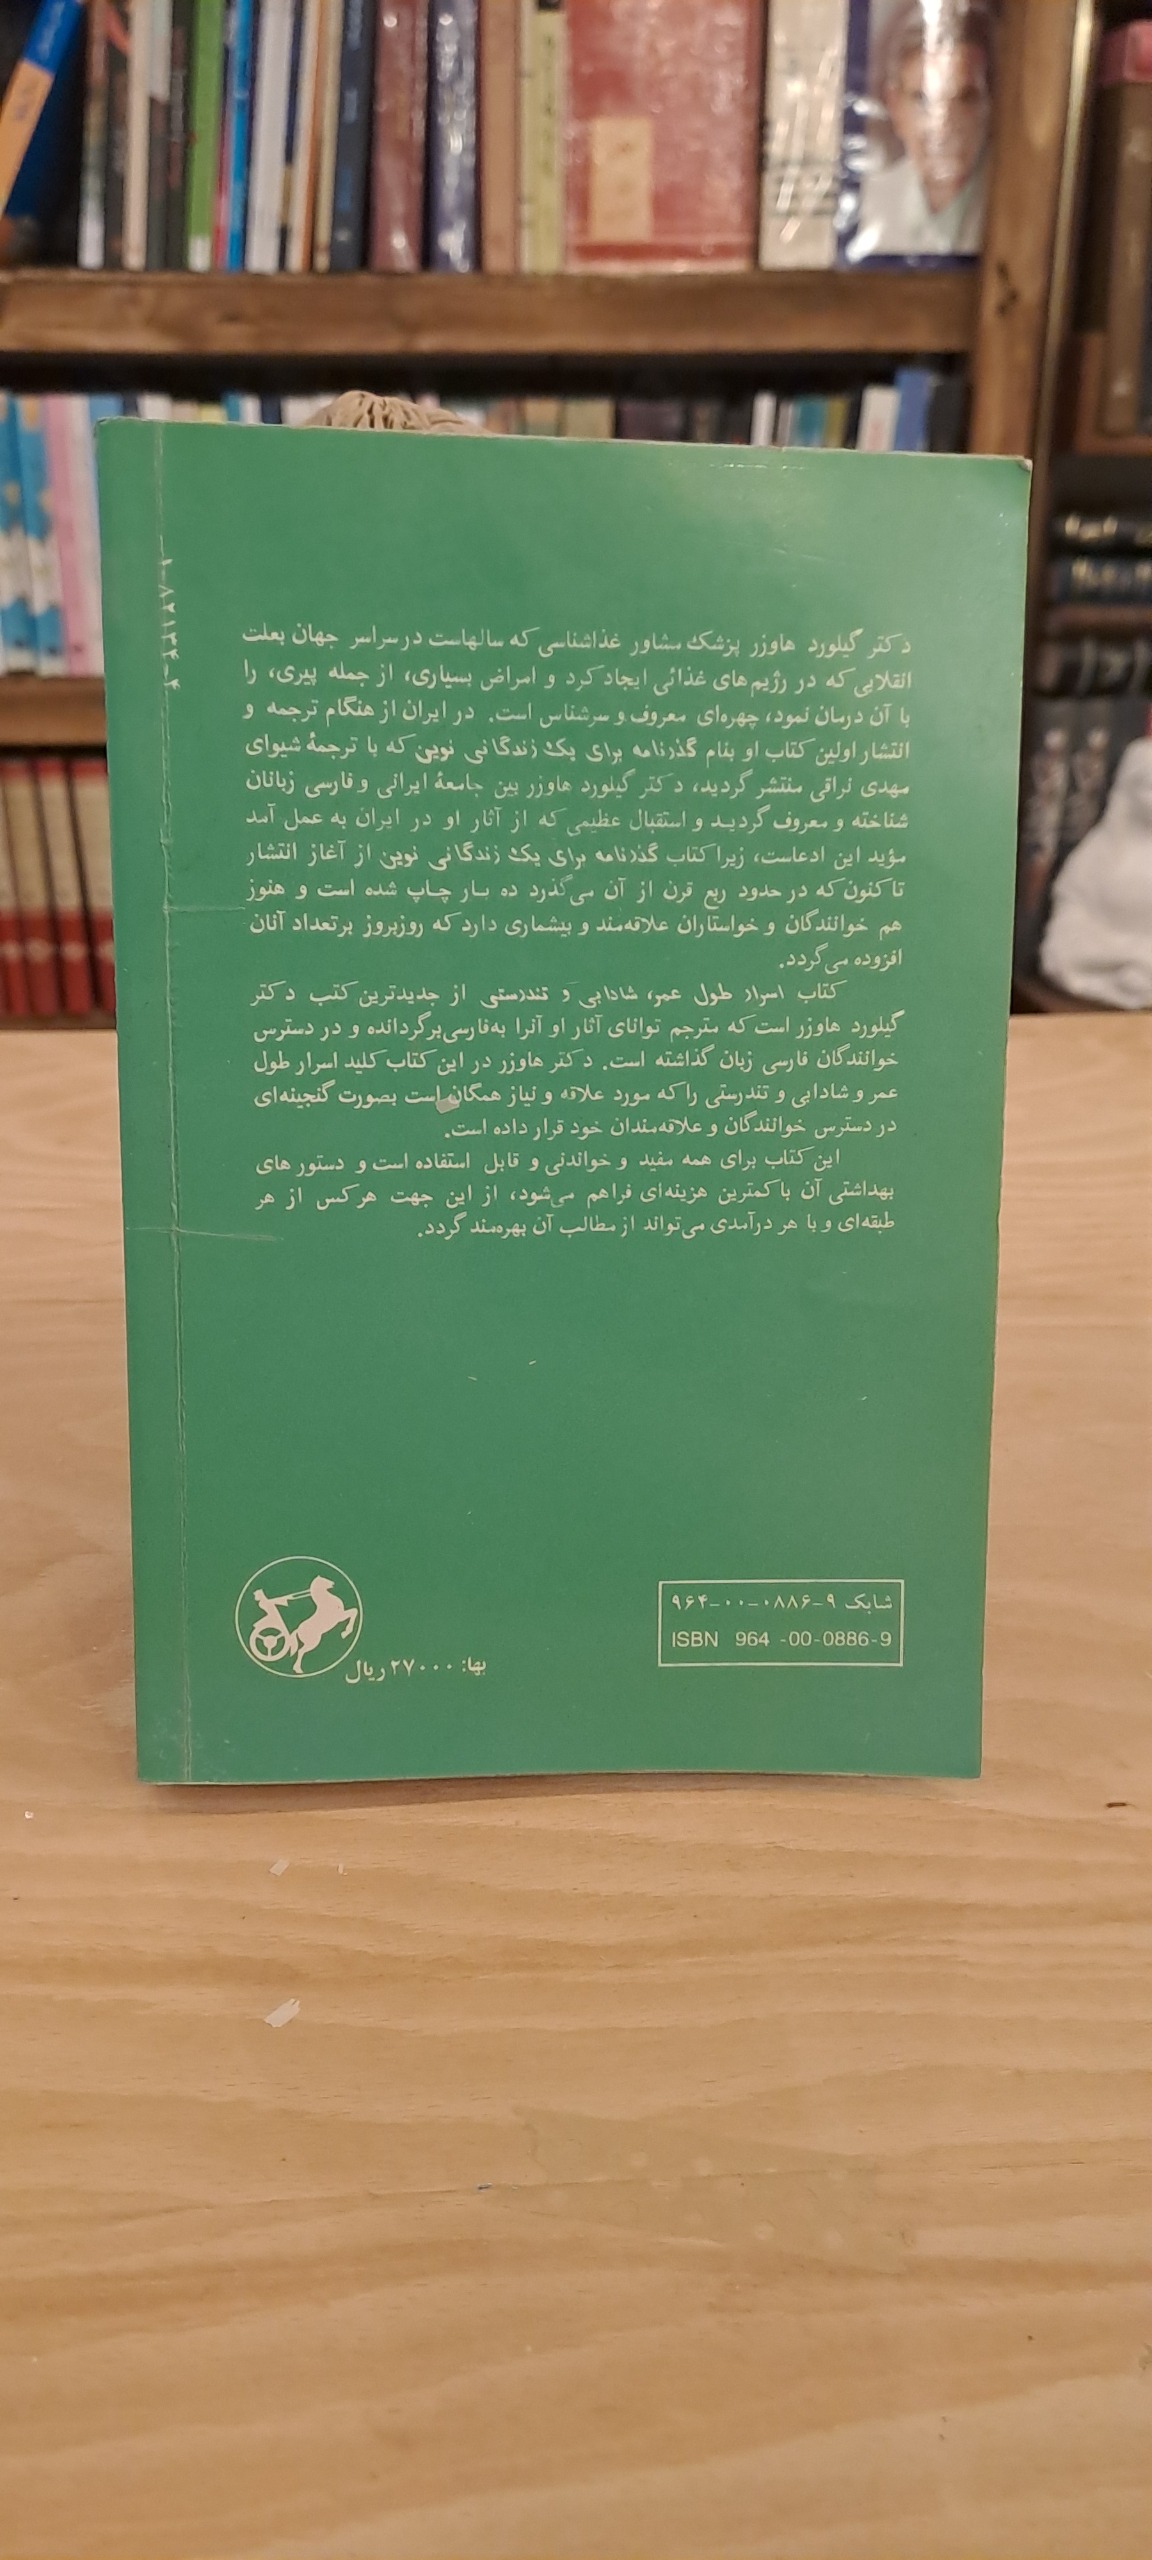 دکتر گیلورد هاوزر پزشک مشاور غذاشناسی که سالهاست در سراسر جهان بعلت
انقلابی که در رژیم‌های غذائی ایجاد کرد و امراض بسیاری، از جمله پیری، را
با آن درمان نمود، چهره‌ای معروف و سرشناس است. در ایران از هنگام ترجمه و
انتشار اولین کتاب او بنام گذرنامه برای یک زندگانی نوین که با ترجمهٔ شیوای
مهدی نراقی منتشر گردید، دکتر گیلورد هاوزر بین جامعهٔ ایرانی و فارسی زبانان
شناخته و معروف گردید و استقبال عظیمی که از آثار او در ایران به عمل آمد
مؤید این ادعاست، زیرا کتاب گذرنامه برای یک زندگانی نوین از آغاز انتشار
تاکنون که در حدود ربع قرن از آن می‌گذرد ده بار چاپ شده است و هنوز
هم خوانندگان و خواستاران علاقه‌مند و بیشماری دارد که روزبروز برتعداد آنان
افزوده می‌گردد.
کتاب اسرار طول عمر، شادابی و تندرستی از جدیدترین کتب دکتر
گیلورد هاوزر است که مترجم توانای آثار او آنرا به‌فارسی‌برگردانده و در دسترس
خوانندگان فارسی زبان گذاشته است. دکتر هاوزر در این کتاب کلید اسرار طول
عمر و شادابی و تندرستی را که مورد علاقه و نیاز همگان است بصورت گنجینه‌ای
در دسترس خوانندگان و علاقه‌مندان خود قرار داده است.
این کتاب برای همه مفید و خواندنی و قابل استفاده است و دستورهای
بهداشتی آن با کمترین هزینه‌ای فراهم می‌شود، از این جهت هرکس از هر
طبقه‌ای و با هر درآمدی می‌تواند از مطالب آن بهره‌مند گردد.
شابک ۹-۰۸۸۶-۰۰-۹۶۴
ISBN 964 -00-0886-9
بها: ۲۷۰۰۰ ریال